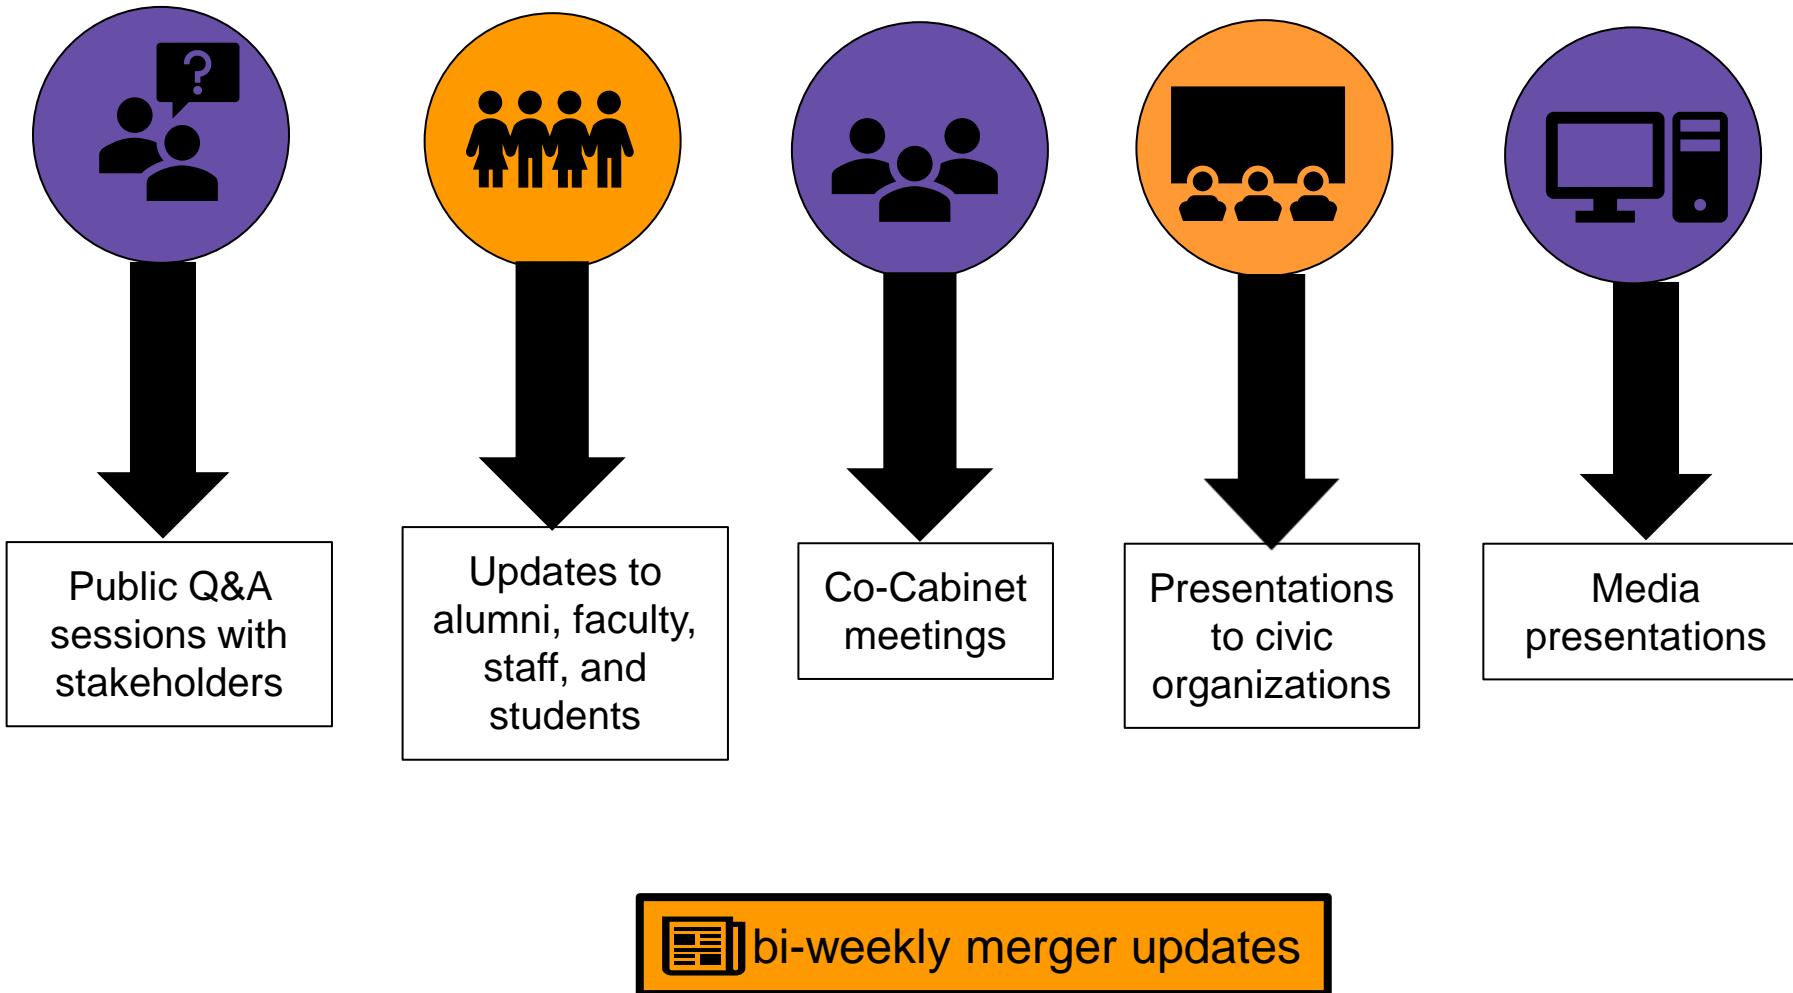 ?
Public Q&A
sessions with
stakeholders
Updates to
alumni, faculty,
staff, and
students
Co-Cabinet
meetings
Presentations
to civic
organizations
Media
presentations
bi-weekly merger updates